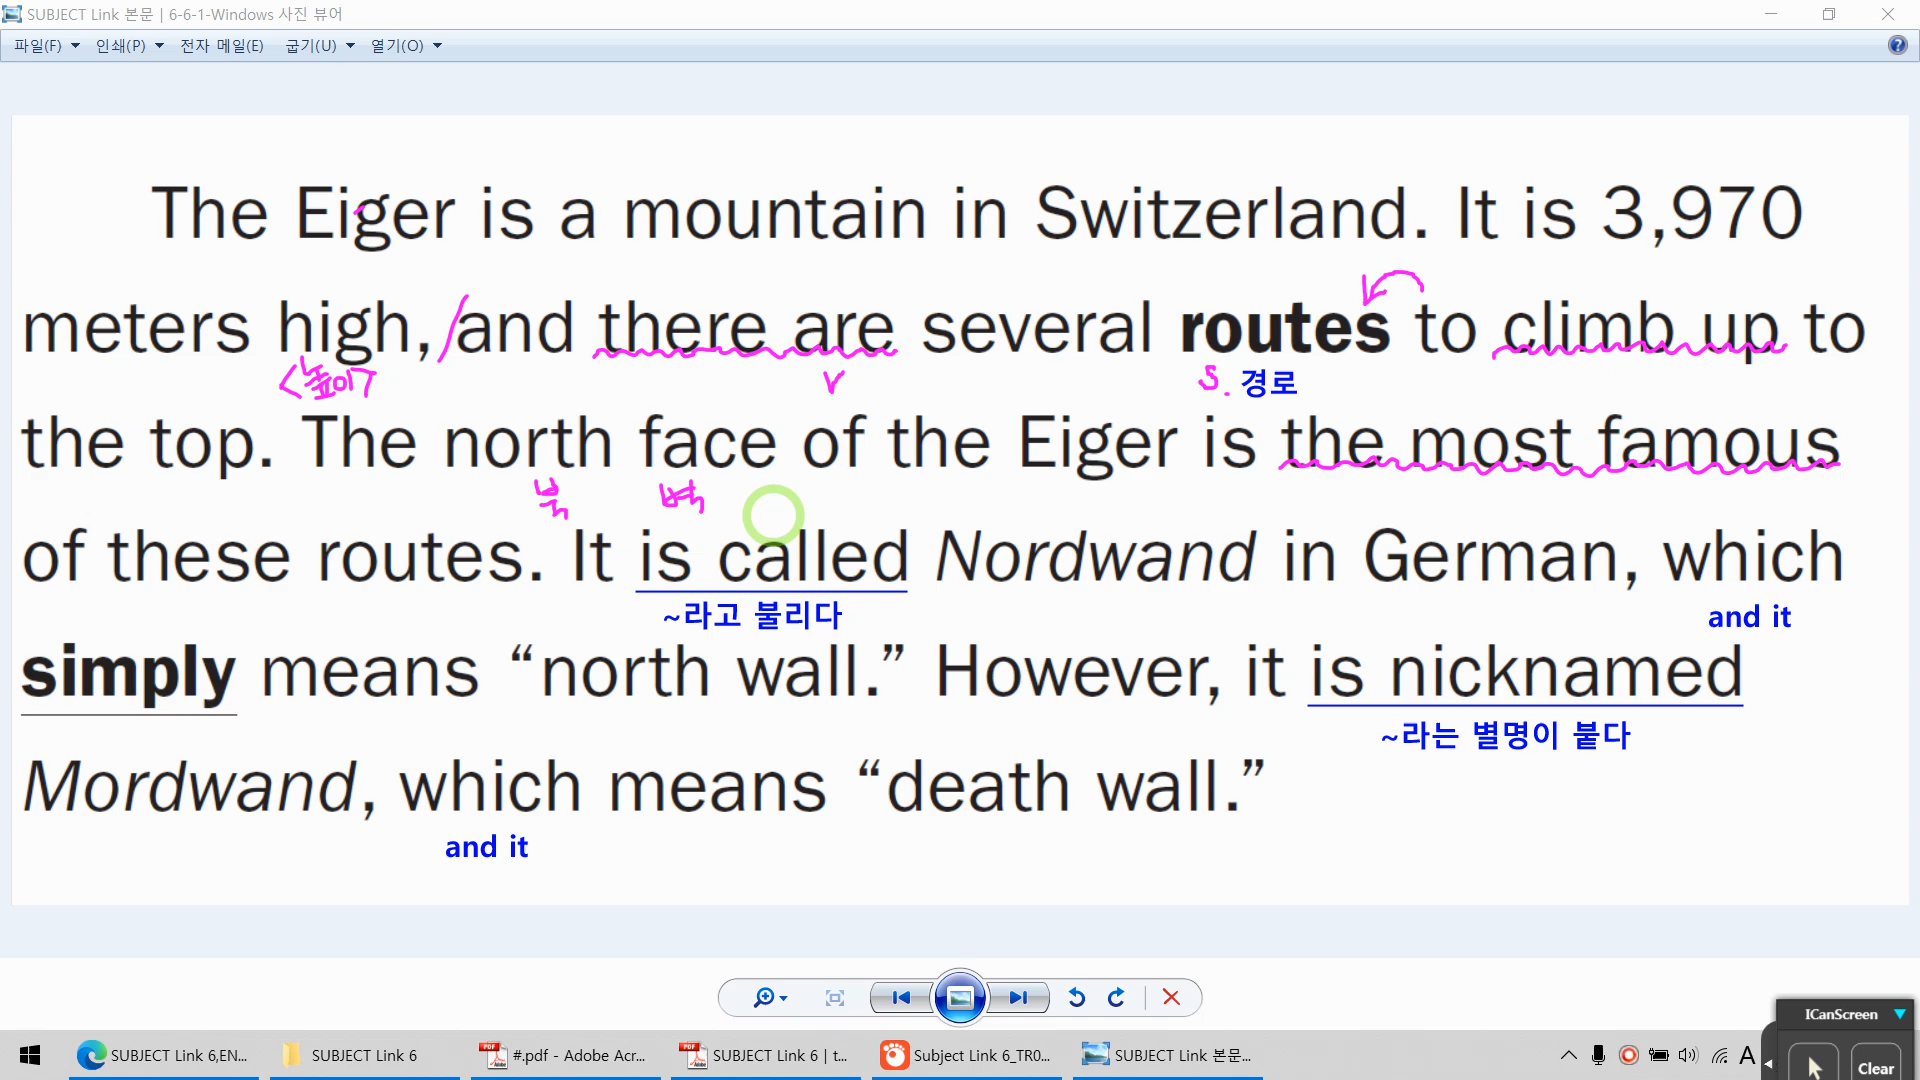 SUBJECT Link 본문 | 6-6-1-Windows 사진 뷰어
파일(F) 인쇄(P) 전자 메일(E) 굽기(U) 열기(O)
The Eiger is a mountain in Switzerland. It is 3,970
meters high, and there are several routes to climb up to
<높이> v s. 경로
the top. The north face of the Eiger is the most famous
북 벽
of these routes. It is called Nordwand in German, which
~라고 불리다 and it
simply means “north wall.” However, it is nicknamed
~라는 별명이 붙다
Mordwand, which means “death wall.”
and it
ICanScreen
SUBJECT Link 6,EN... SUBJECT Link 6 #.pdf - Adobe Acr... SUBJECT Link 6 | t... Subject Link 6_TR0... SUBJECT Link 본문... A Clear